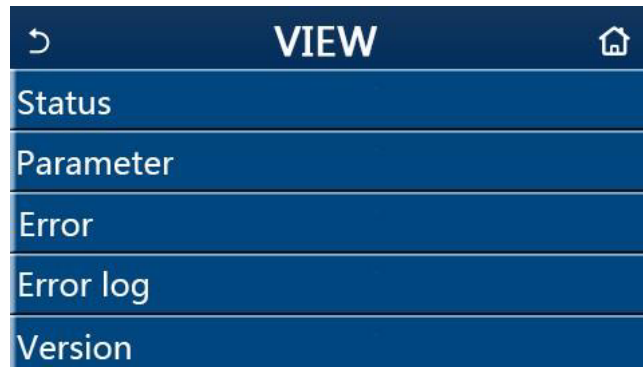 VIEW
Status
Parameter
Error
Error log
Version